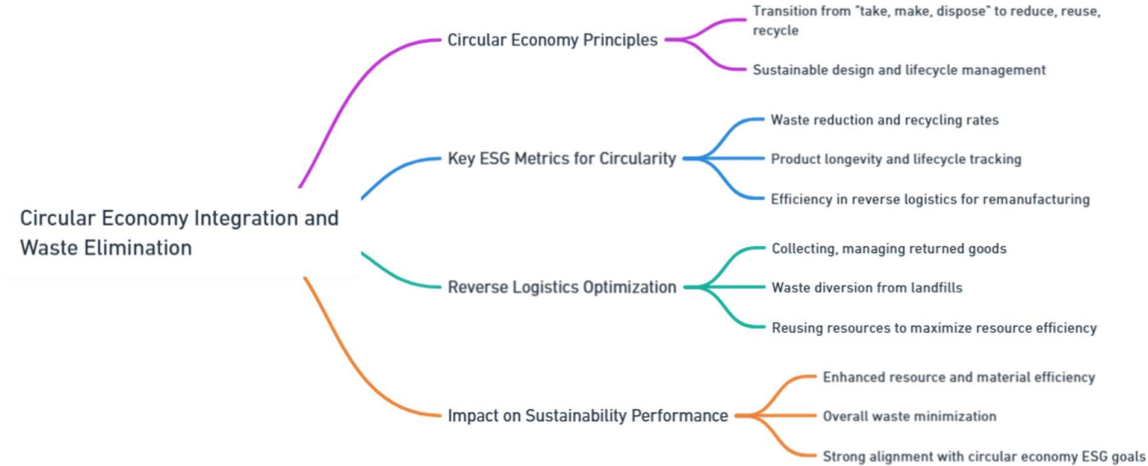 Circular Economy Integration and
Waste Elimination
Circular Economy Principles
Transition from "take, make, dispose" to reduce, reuse,
recycle
Sustainable design and lifecycle management
Key ESG Metrics for Circularity
Waste reduction and recycling rates
Product longevity and lifecycle tracking
Efficiency in reverse logistics for remanufacturing
Reverse Logistics Optimization
Collecting, managing returned goods
Waste diversion from landfills
Reusing resources to maximize resource efficiency
Impact on Sustainability Performance
Enhanced resource and material efficiency
Overall waste minimization
Strong alignment with circular economy ESG goals